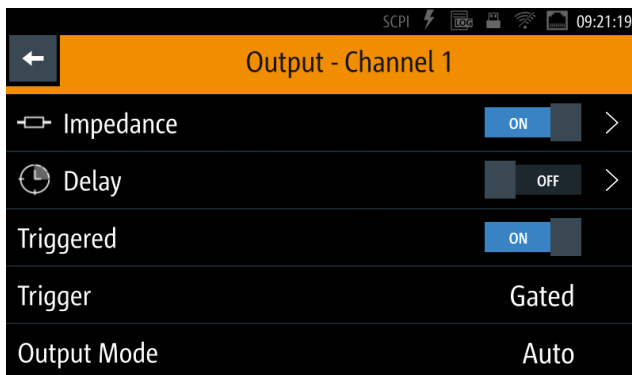 SCPI LOG 09:21:19
Output - Channel 1
Impedance ON
Delay OFF
Triggered ON
Trigger Gated
Output Mode Auto